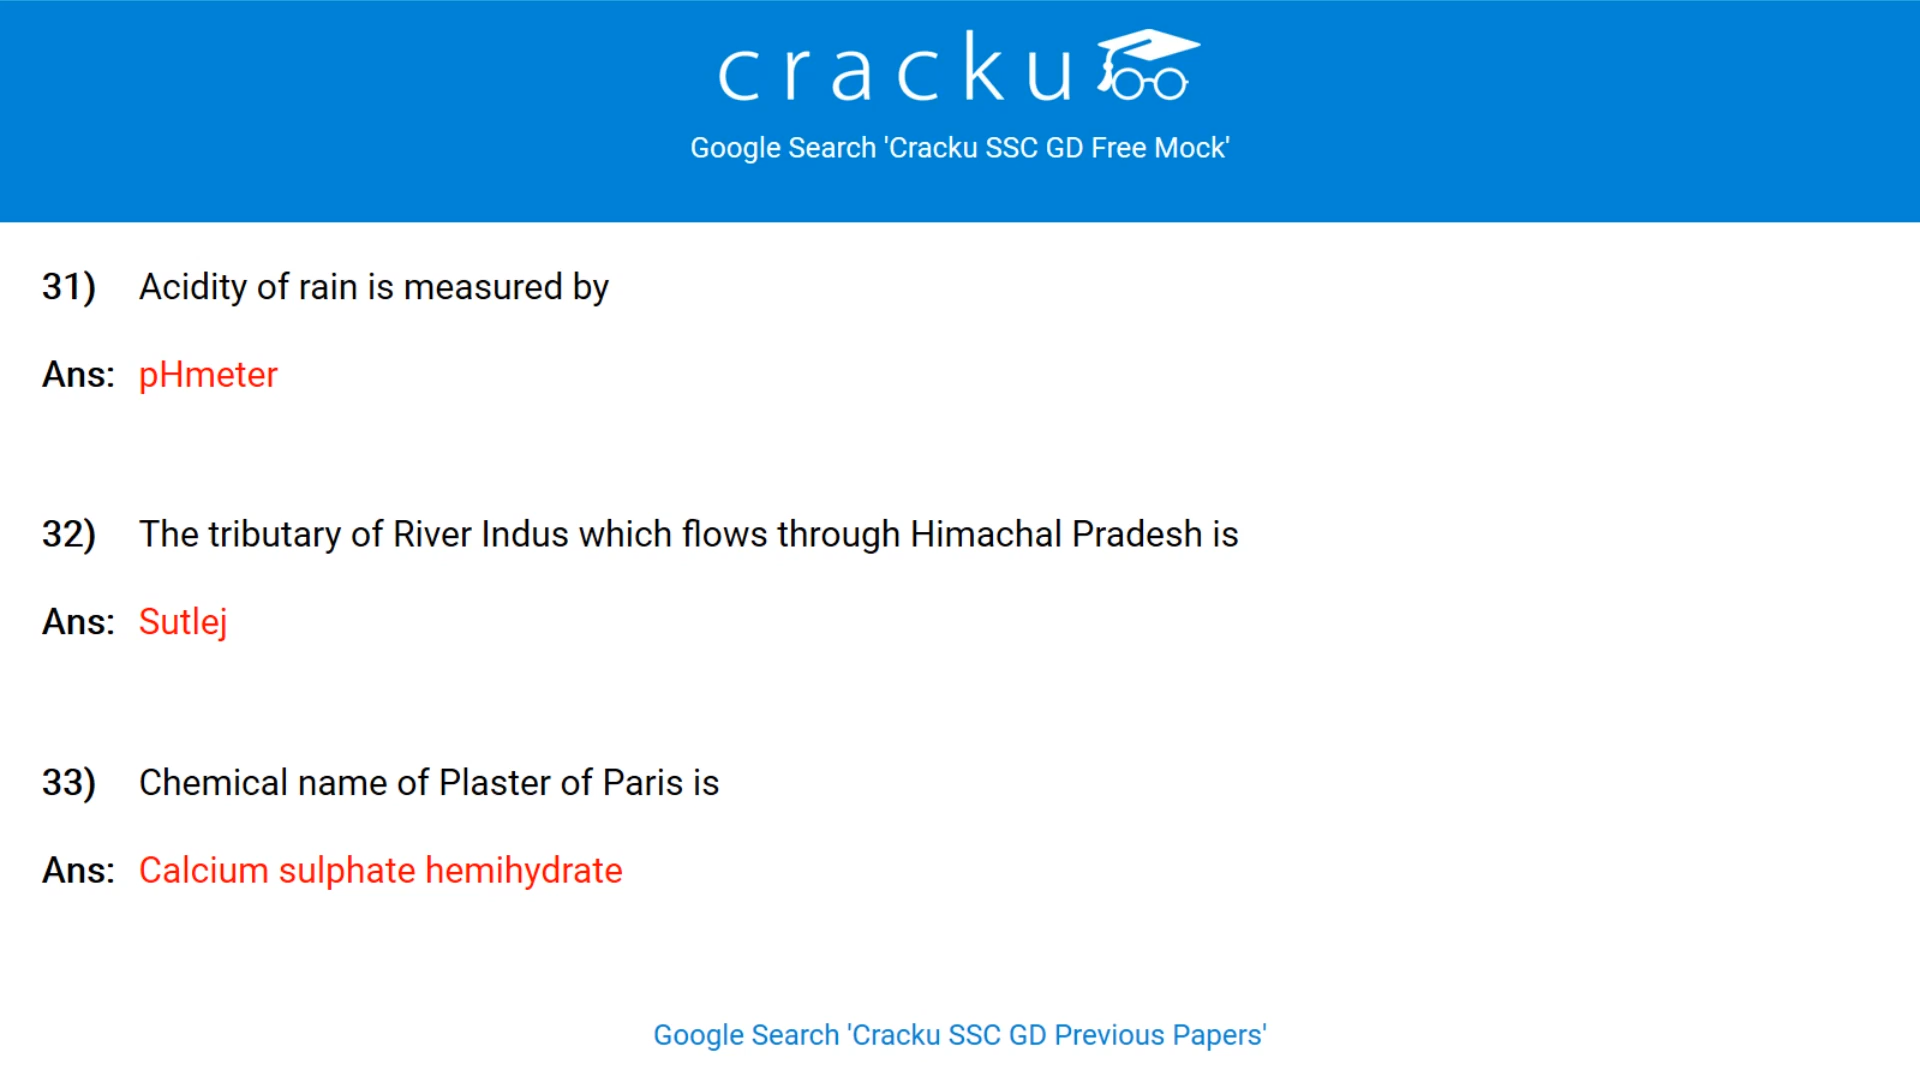 cracku
Google Search 'Cracku SSC GD Free Mock'
31) Acidity of rain is measured by
Ans: pHmeter
32) The tributary of River Indus which flows through Himachal Pradesh is
Ans: Sutlej
33) Chemical name of Plaster of Paris is
Ans: Calcium sulphate hemihydrate
Google Search 'Cracku SSC GD Previous Papers'